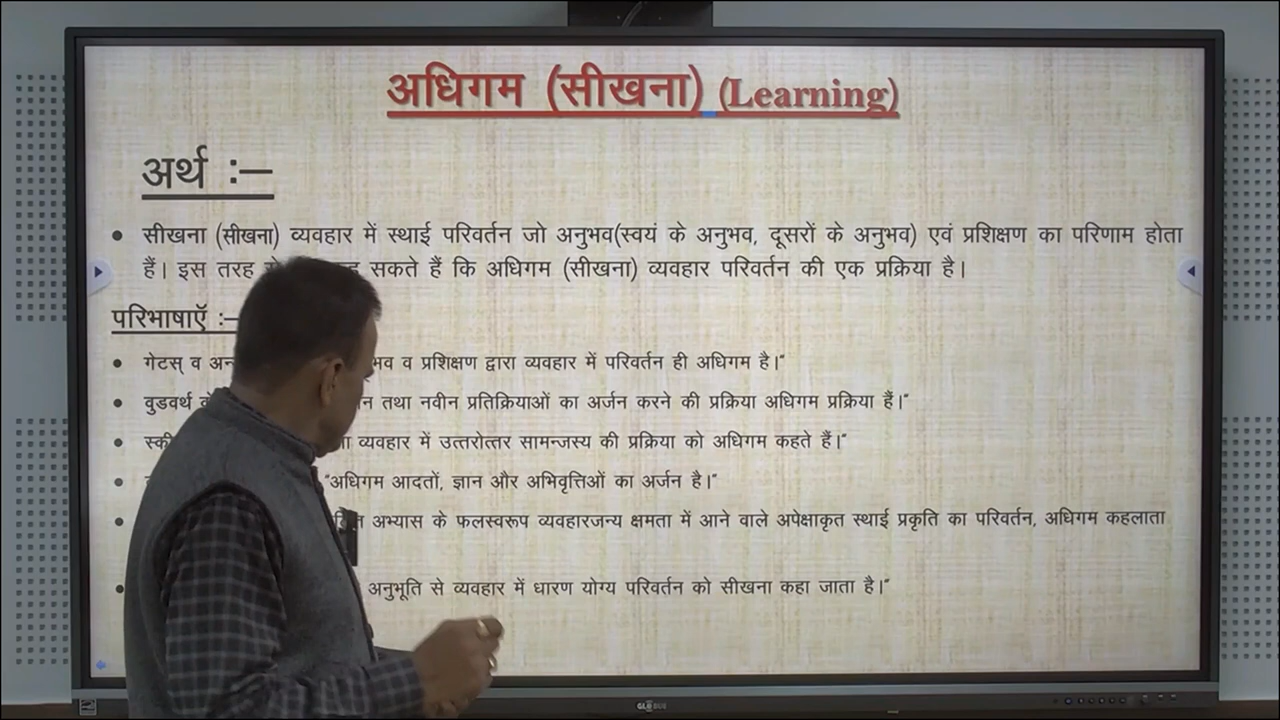 अधिगम (सीखना) (Learning)
अर्थ :–
• सीखना (सीखना) व्यवहार में स्थाई परिवर्तन जो अनुभव(स्वयं के अनुभव, दूसरों के अनुभव) एवं प्रशिक्षण का परिणाम होता
हैं। इस तरह सकते हैं कि अधिगम (सीखना) व्यवहार परिवर्तन की एक प्रक्रिया है।
परिभाषाएँ :–
• गेटस् व व प्रशिक्षण द्वारा व्यवहार में परिवर्तन ही अधिगम है।"
• वुडवर्थ तथा नवीन प्रतिक्रियाओं का अर्जन करने की प्रक्रिया अधिगम प्रक्रिया हैं।"
• व्यवहार में उत्तरोत्तर सामन्जस्य की प्रक्रिया को अधिगम कहते हैं।"
• "अधिगम आदतों, ज्ञान और अभिवृत्तिओं का अर्जन है।"
• अभ्यास के फलस्वरूप व्यवहारजन्य क्षमता में आने वाले अपेक्षाकृत स्थाई प्रकृति का परिवर्तन, अधिगम कहलाता
• अनुभूति से व्यवहार में धारण योग्य परिवर्तन को सीखना कहा जाता है।"